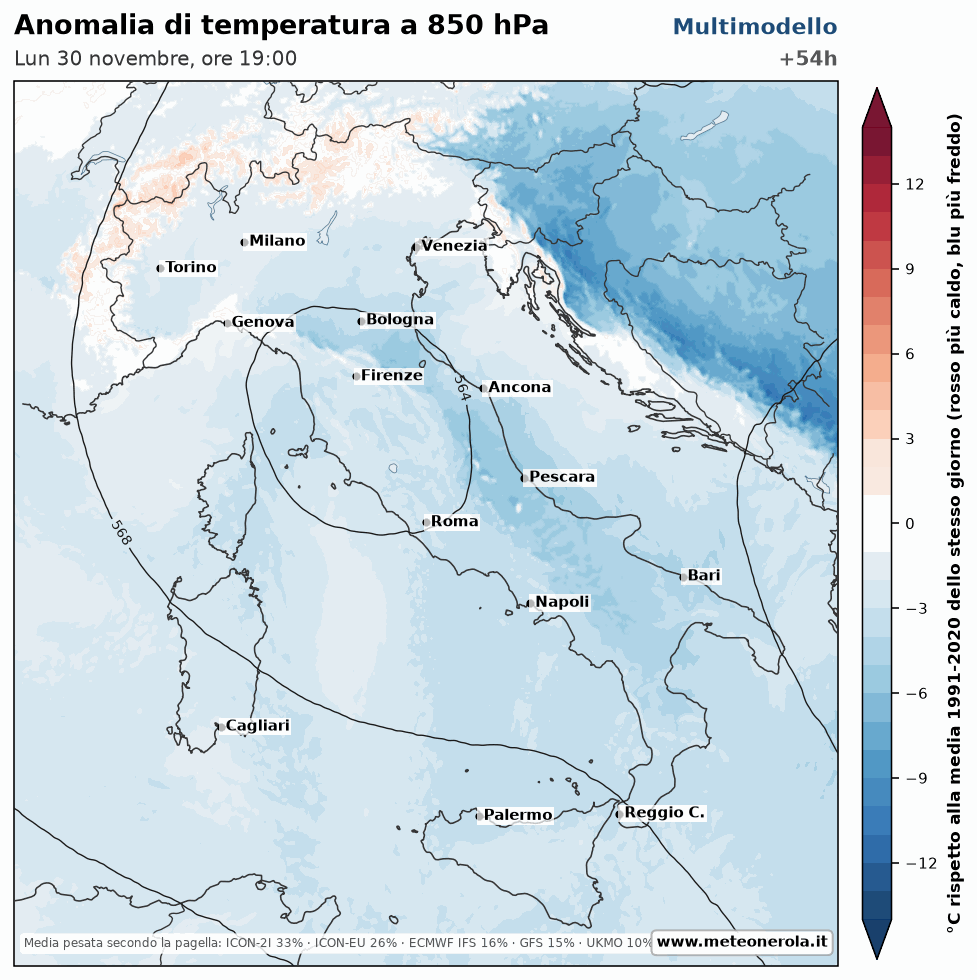 Anomalia di temperatura a 850 hPa
Multimodello
Lun 30 novembre, ore 19:00
+54h
Milano
Venezia
Torino
Genova
Bologna
Firenze
564
Ancona
Pescara
568
Roma
Bari
Napoli
Cagliari
Palermo
Reggio C.
Media pesata secondo la pagella: ICON-2I 33% · ICON-EU 26% · ECMWF IFS 16% · GFS 15% · UKMO 10%
www.meteonerola.it
12
9
6
3
0
−3
−6
−9
−12
°C rispetto alla media 1991-2020 dello stesso giorno (rosso più caldo, blu più freddo)